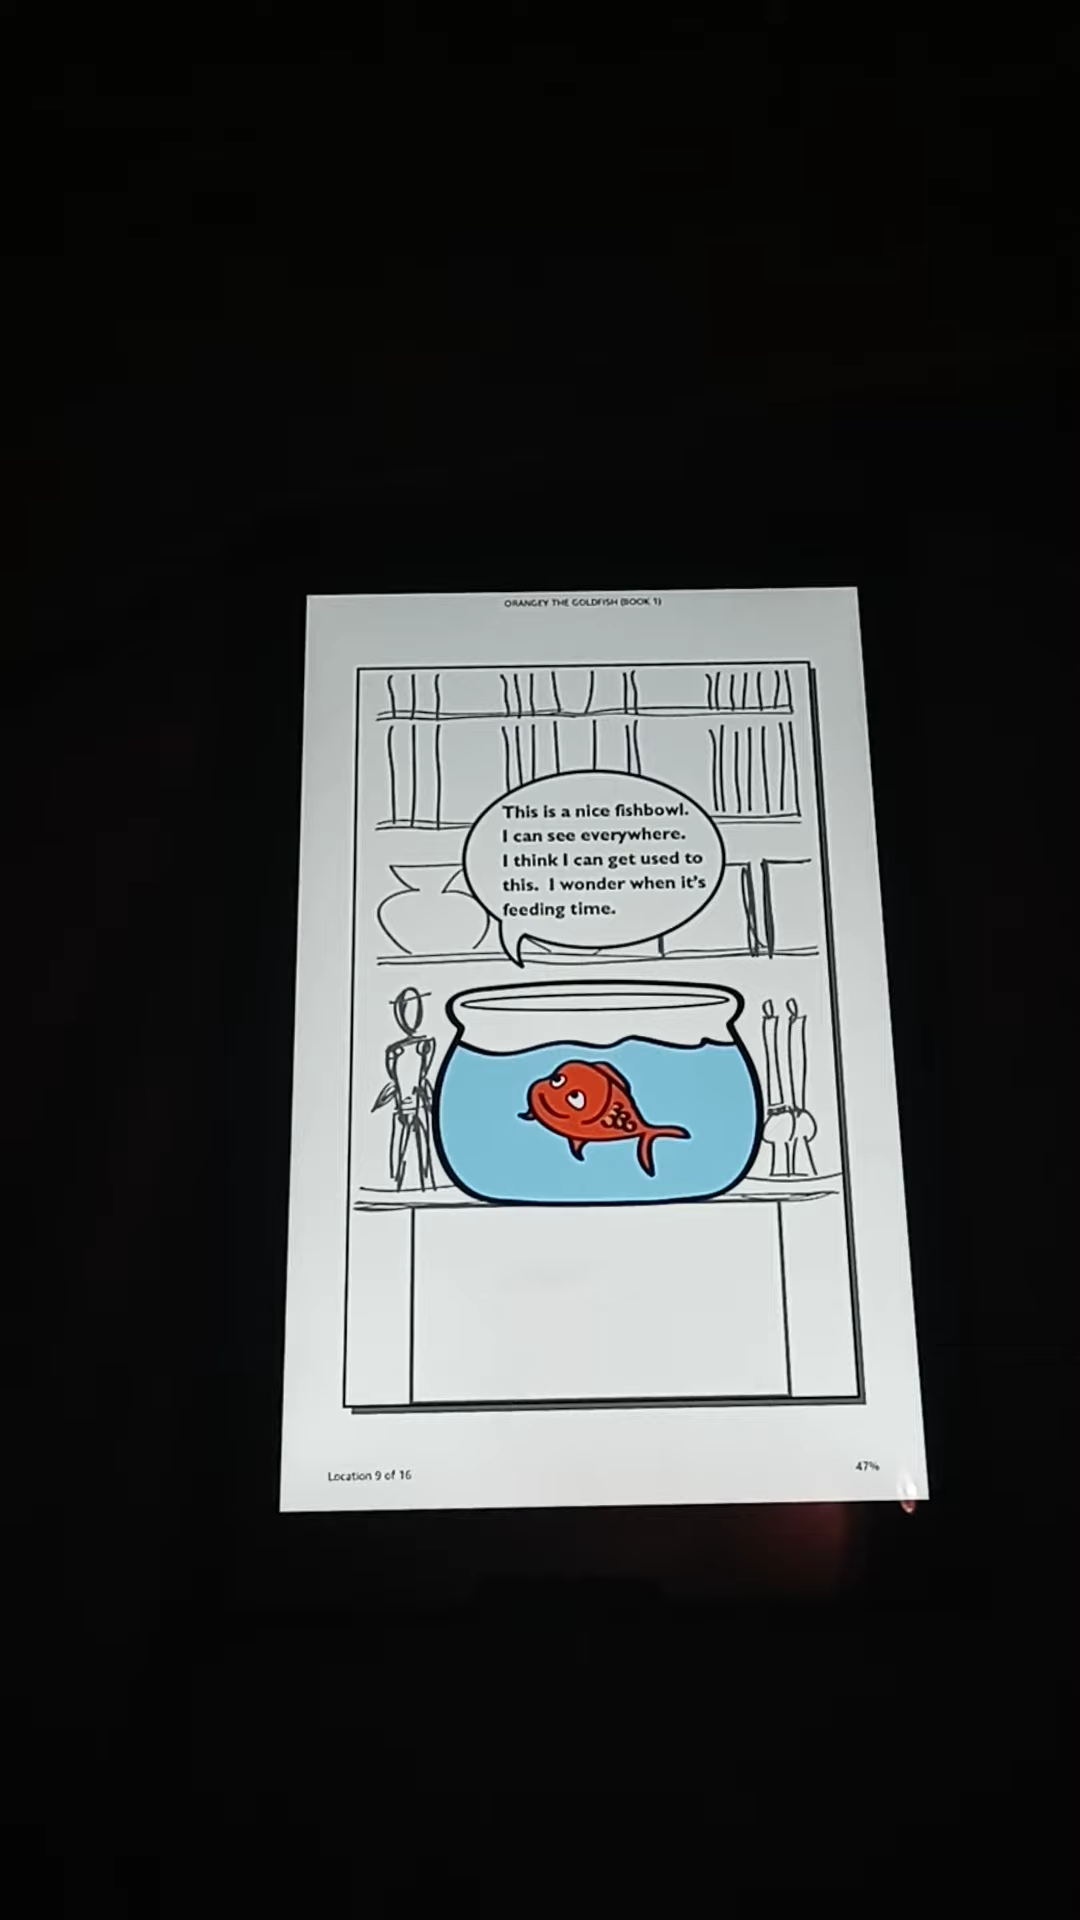 ORANGEY THE GOLDFISH (BOOK 1)
This is a nice fishbowl.
I can see everywhere.
I think I can get used to
this. I wonder when it's
feeding time.
Location 9 of 16
47%